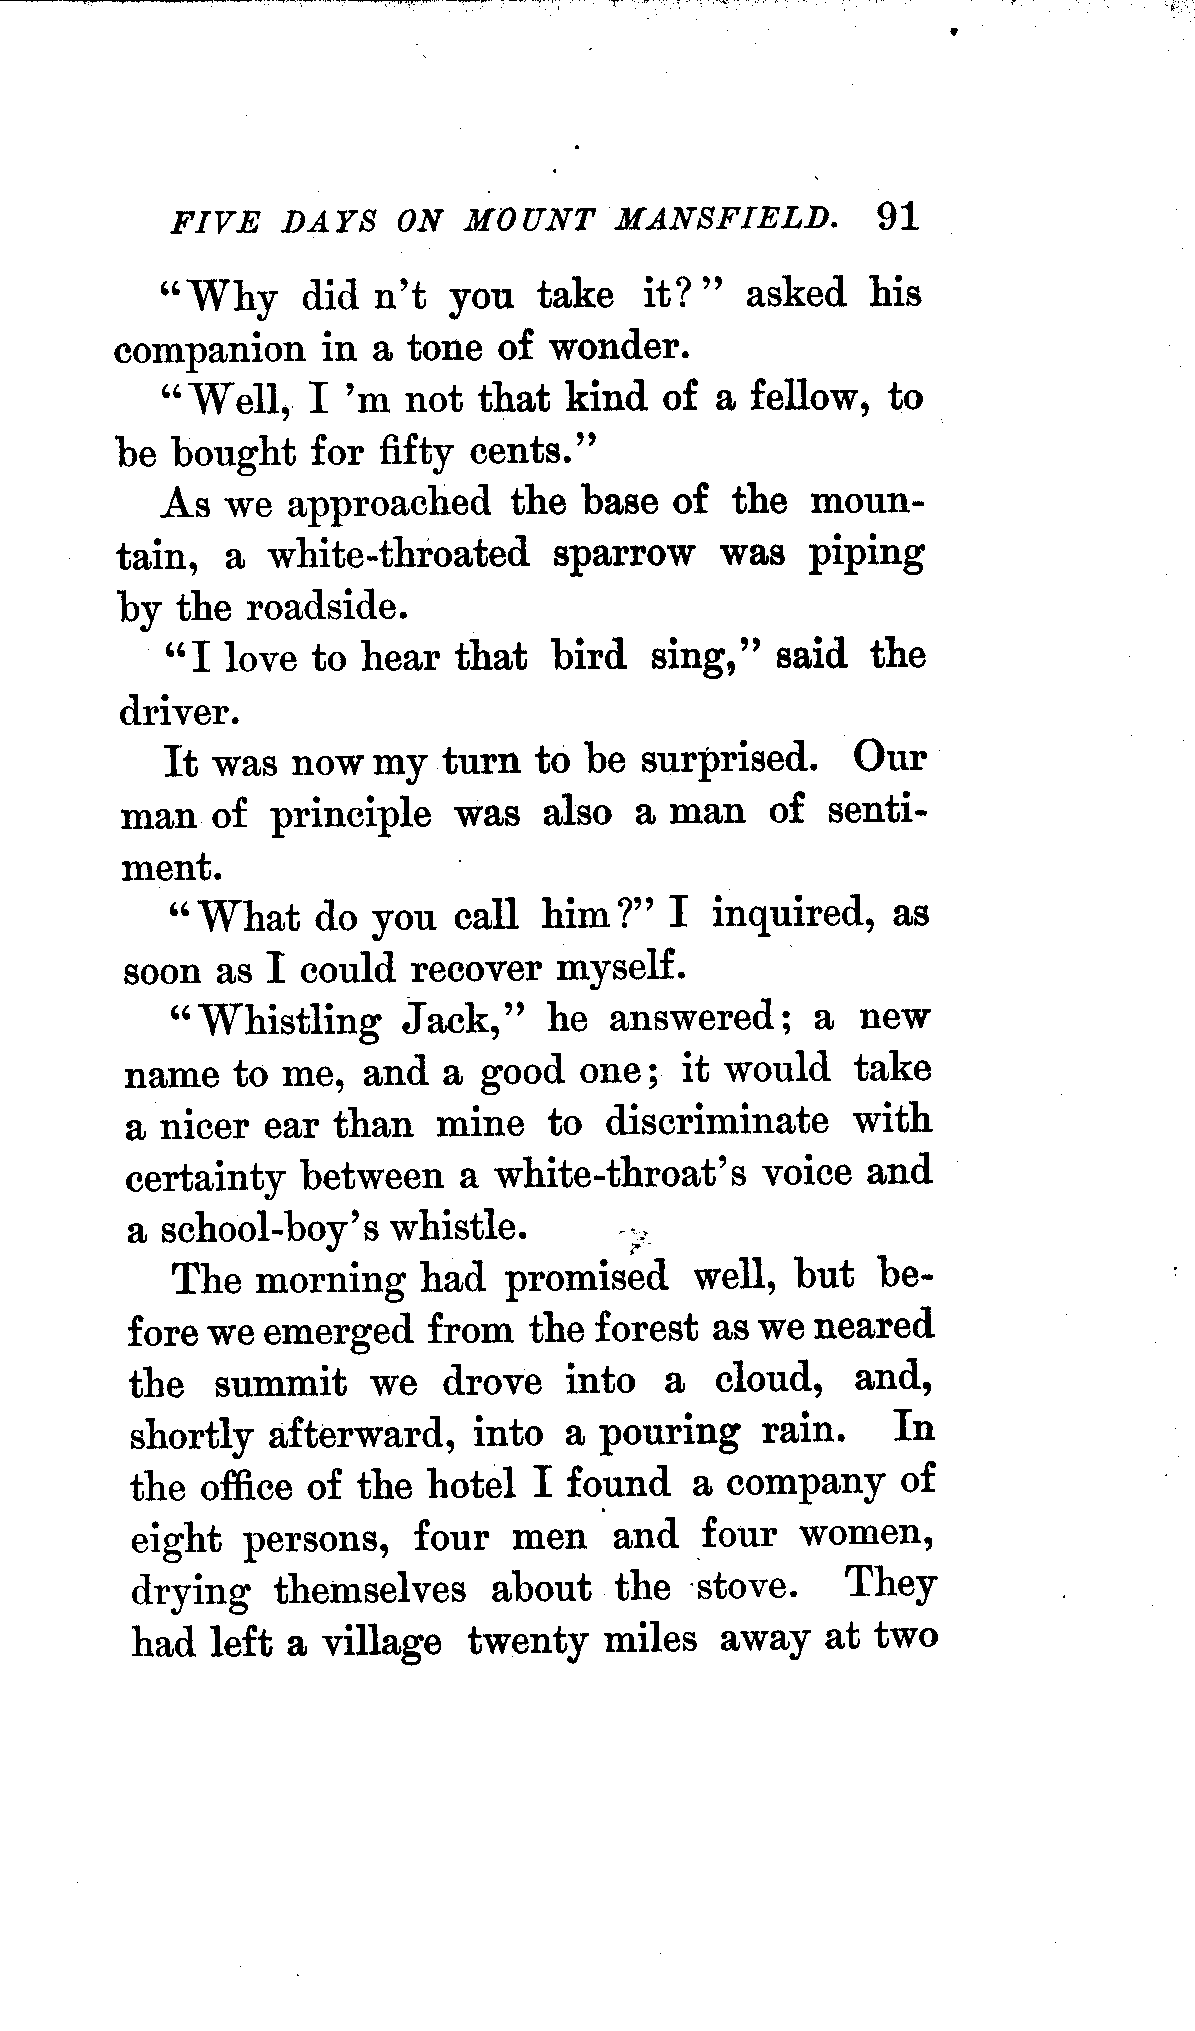 FIVE DAYS ON MOUNT MANSFIELD. 91
"Why did n't you take it?" asked his
companion in a tone of wonder.
"Well, I 'm not that kind of a fellow, to
be bought for fifty cents."
As we approached the base of the moun-
tain, a white-throated sparrow was piping
by the roadside.
"I love to hear that bird sing," said the
driver.
It was now my turn to be surprised. Our
man of principle was also a man of senti-
ment.
"What do you call him?" I inquired, as
soon as I could recover myself.
"Whistling Jack," he answered; a new
name to me, and a good one; it would take
a nicer ear than mine to discriminate with
certainty between a white-throat's voice and
a school-boy's whistle.
The morning had promised well, but be-
fore we emerged from the forest as we neared
the summit we drove into a cloud, and,
shortly afterward, into a pouring rain. In
the office of the hotel I found a company of
eight persons, four men and four women,
drying themselves about the stove. They
had left a village twenty miles away at two